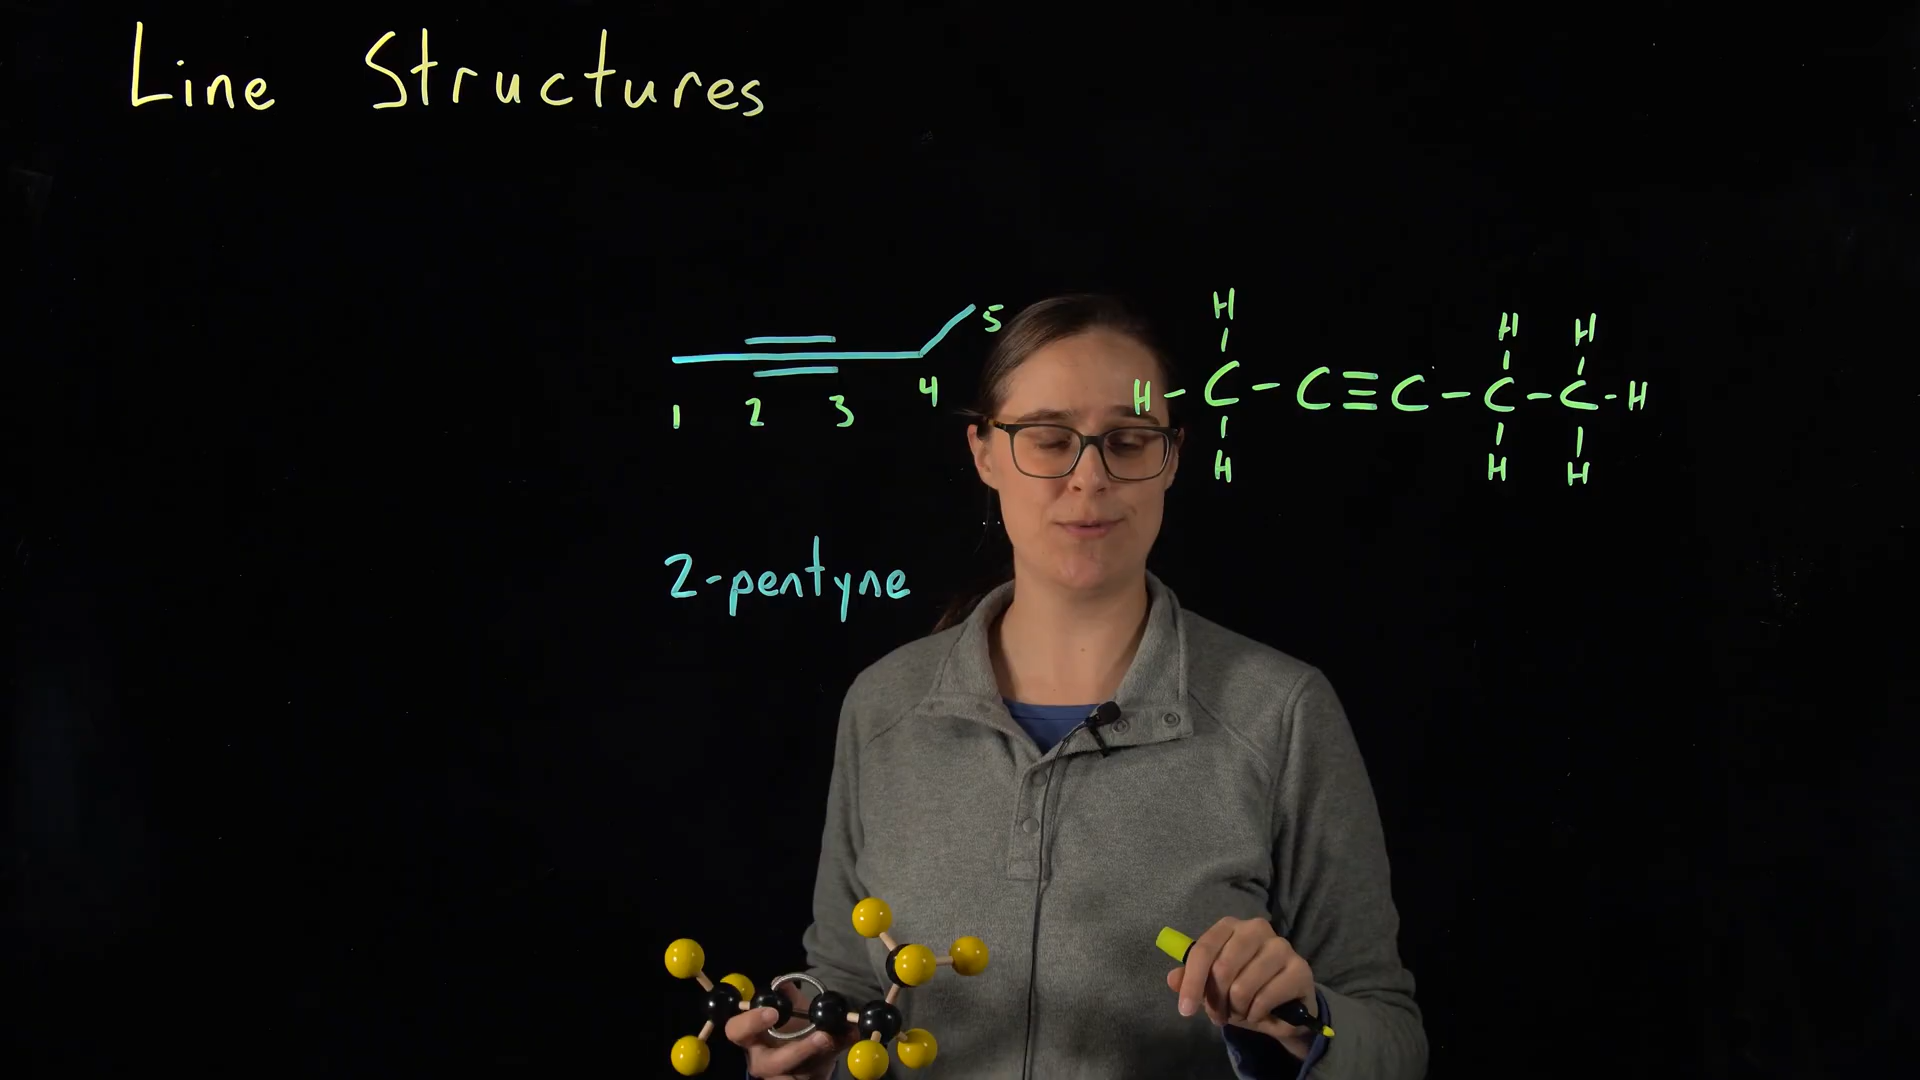 Line Structures
5
4
1 2 3
H H H
H - C - C ≡ C - C - C - H
H H H
2-pentyne